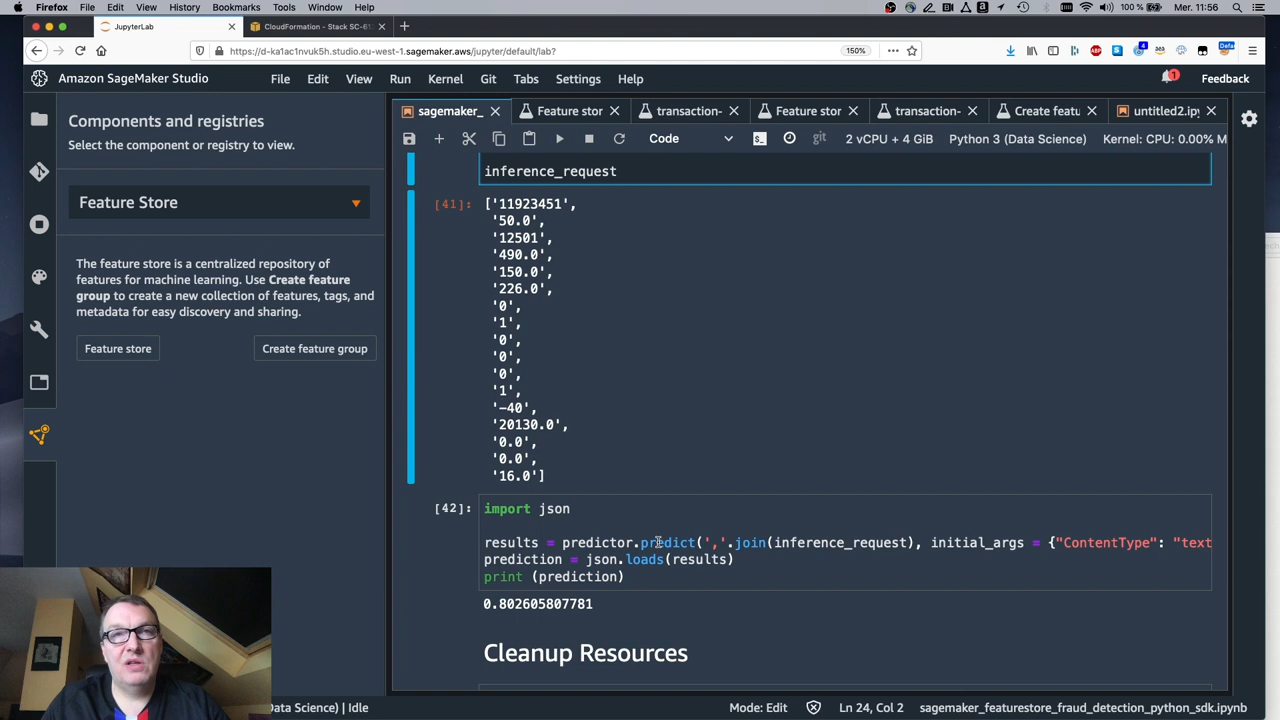 Firefox File Edit View History Bookmarks Tools Window Help 100 % Mer. 11:56
JupyterLab
CloudFormation - Stack SC-61
https://d-ka1ac1nvuk5h.studio.eu-west-1.sagemaker.aws/jupyter/default/lab?
150%
Amazon SageMaker Studio
File Edit View Run Kernel Git Tabs Settings Help
1
Feedback
Components and registries
Select the component or registry to view.
Feature Store
The feature store is a centralized repository of
features for machine learning. Use Create feature
group to create a new collection of features, tags, and
metadata for easy discovery and sharing.
Feature store
Create feature group
sagemaker_
Feature stor
transaction-
Feature stor
transaction-
Create featu
untitled2.ipy
Code
git
2 vCPU + 4 GiB
Python 3 (Data Science)
Kernel: CPU: 0.00% M
inference_request
[41]:
['11923451',
'50.0',
'12501',
'490.0',
'150.0',
'226.0',
'0',
'1',
'0',
'0',
'0',
'1',
'-40',
'20130.0',
'0.0',
'0.0',
'16.0']
[42]:
import json
results = predictor.predict(','.join(inference_request), initial_args = {"ContentType": "text
prediction = json.loads(results)
print (prediction)
0.802605807781
Cleanup Resources
Data Science) | Idle
Mode: Edit
Ln 24, Col 2
sagemaker_featurestore_fraud_detection_python_sdk.ipynb